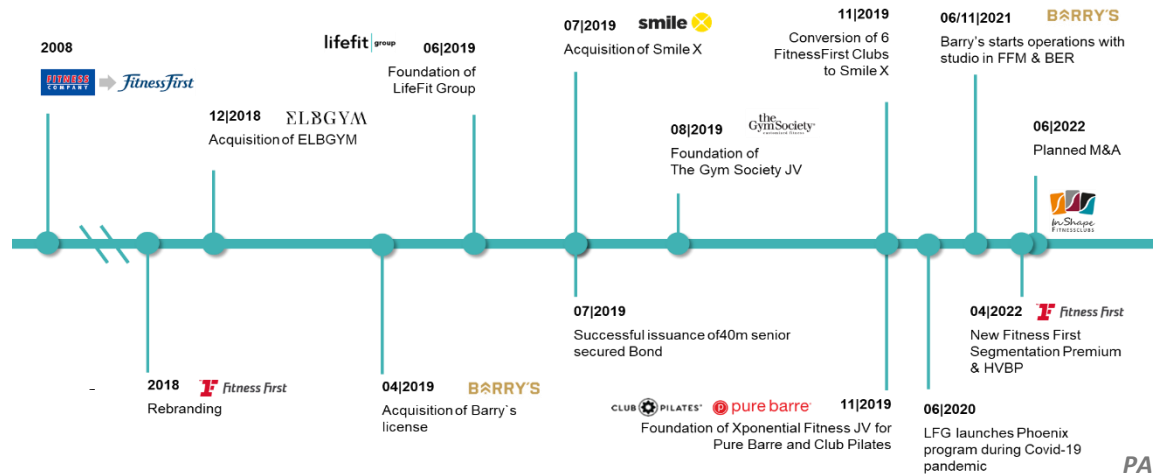 2008
FITNESS
COMPANY
Fitness First
12|2018
ELBGYM
Acquisition of ELBGYM
lifefit group
06|2019
Foundation of
LifeFit Group
07|2019
smile X
Acquisition of Smile X
08|2019
the
GymSociety
Foundation of
The Gym Society JV
11|2019
Conversion of 6
FitnessFirst Clubs
to Smile X
06/11|2021
BARRY'S
Barry's starts operations with
studio in FFM & BER
06|2022
Planned M&A
InShape
FITNESSCLUBS
2018
fitness first
Rebranding
04|2019
BARRY'S
Acquisition of Barry`s
license
07|2019
Successful issuance of40m senior
secured Bond
CLUB PILATES
pure barre
11|2019
Foundation of Xponential Fitness JV for
Pure Barre and Club Pilates
06|2020
LFG launches Phoenix
program during Covid-19
pandemic
04|2022
fitness first
New Fitness First
Segmentation Premium
& HVBP
PA